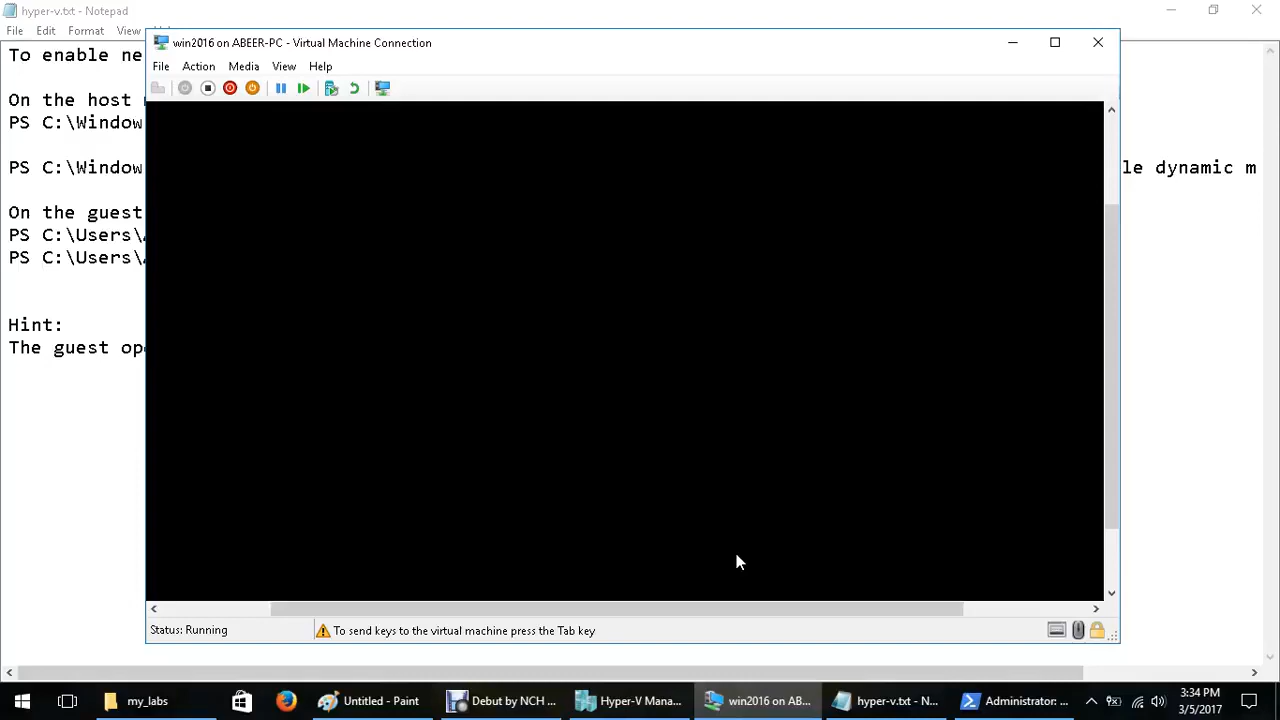 hyper-v.txt - Notepad
File Edit Format View
To enable ne
On the host
PS C:\Window
PS C:\Window
le dynamic m
On the guest
PS C:\Users\
PS C:\Users\
Hint:
The guest op
win2016 on ABEER-PC - Virtual Machine Connection
File Action Media View Help
Status: Running
To send keys to the virtual machine press the Tab key
my_labs
Untitled - Paint
Debut by NCH ...
Hyper-V Mana...
win2016 on AB...
hyper-v.txt - N...
Administrator: ...
3:34 PM
3/5/2017